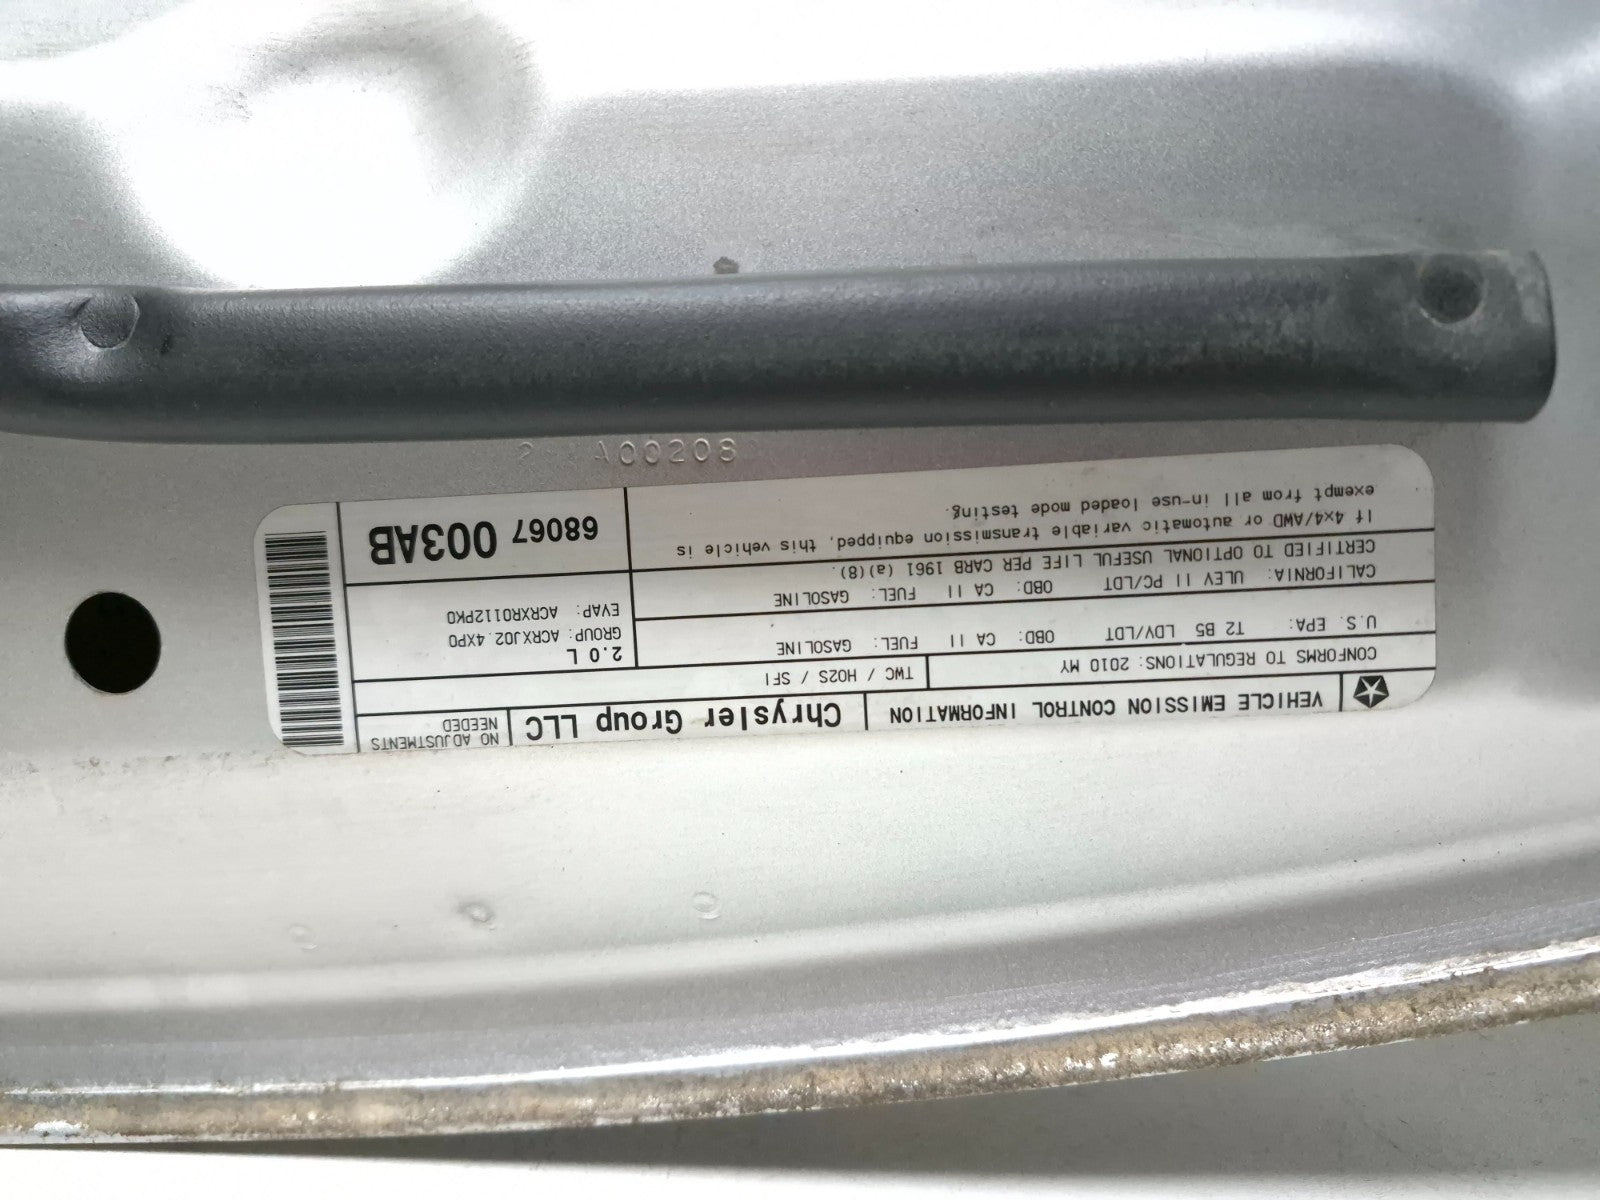 VEHICLE EMISSION CONTROL INFORMATION
Chrysler Group LLC
NO ADJUSTMENTS
NEEDED
CONFORMS TO REGULATIONS: 2010 MY
TWC / HO2S / SFI
U.S. EPA: T2 B5 LDV/LDT OBD: CA II FUEL: GASOLINE
CALIFORNIA: ULEV II PC/LDT OBD: CA II FUEL: GASOLINE
CERTIFIED TO OPTIONAL USEFUL LIFE PER CARB 1961 (a)(8).
If 4x4/AWD or automatic variable transmission equipped, this vehicle is
exempt from all in-use loaded mode testing.
2.0 L
GROUP: ACRXJ02.4XP0
EVAP: ACRXR0112PK0
68067 003AB
2 A00208